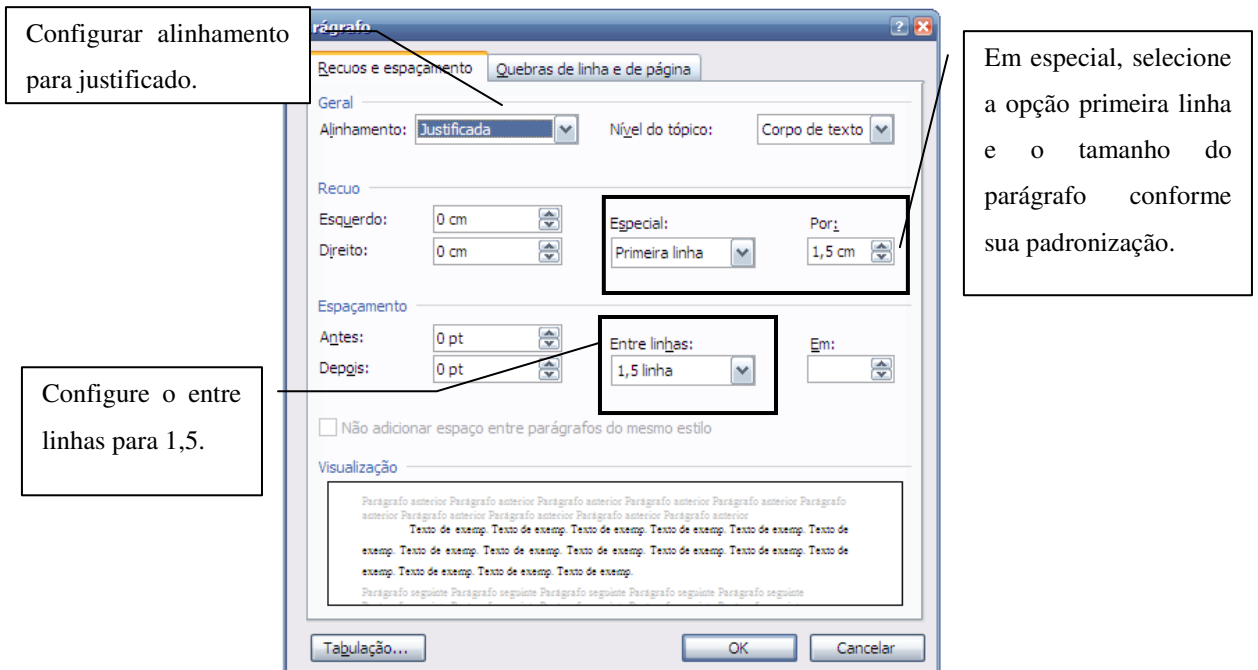 Configurar alinhamento
para justificado.
rágrafo
Recuos e espaçamento
Quebras de linha e de página
Geral
Alinhamento: Justificada
Nível do tópico: Corpo de texto
Em especial, selecione
a opção primeira linha
e o tamanho do
parágrafo conforme
sua padronização.
Recuo
Esquerdo: 0 cm
Direito: 0 cm
Especial: Por:
Primeira linha 1,5 cm
Espaçamento
Antes: 0 pt
Depois: 0 pt
Entre linhas: Em:
1,5 linha
Configure o entre
linhas para 1,5.
Não adicionar espaço entre parágrafos do mesmo estilo
Visualização
Parágrafo anterior Parágrafo anterior Parágrafo anterior Parágrafo anterior Parágrafo anterior Parágrafo
anterior Parágrafo anterior Parágrafo anterior Parágrafo anterior Parágrafo anterior
Texto de exemp. Texto de exemp. Texto de exemp. Texto de exemp. Texto de exemp. Texto de
exemp. Texto de exemp. Texto de exemp. Texto de exemp. Texto de exemp. Texto de exemp. Texto de
exemp. Texto de exemp. Texto de exemp. Texto de exemp.
Parágrafo seguinte Parágrafo seguinte Parágrafo seguinte Parágrafo seguinte Parágrafo seguinte
Tabulação...
OK
Cancelar